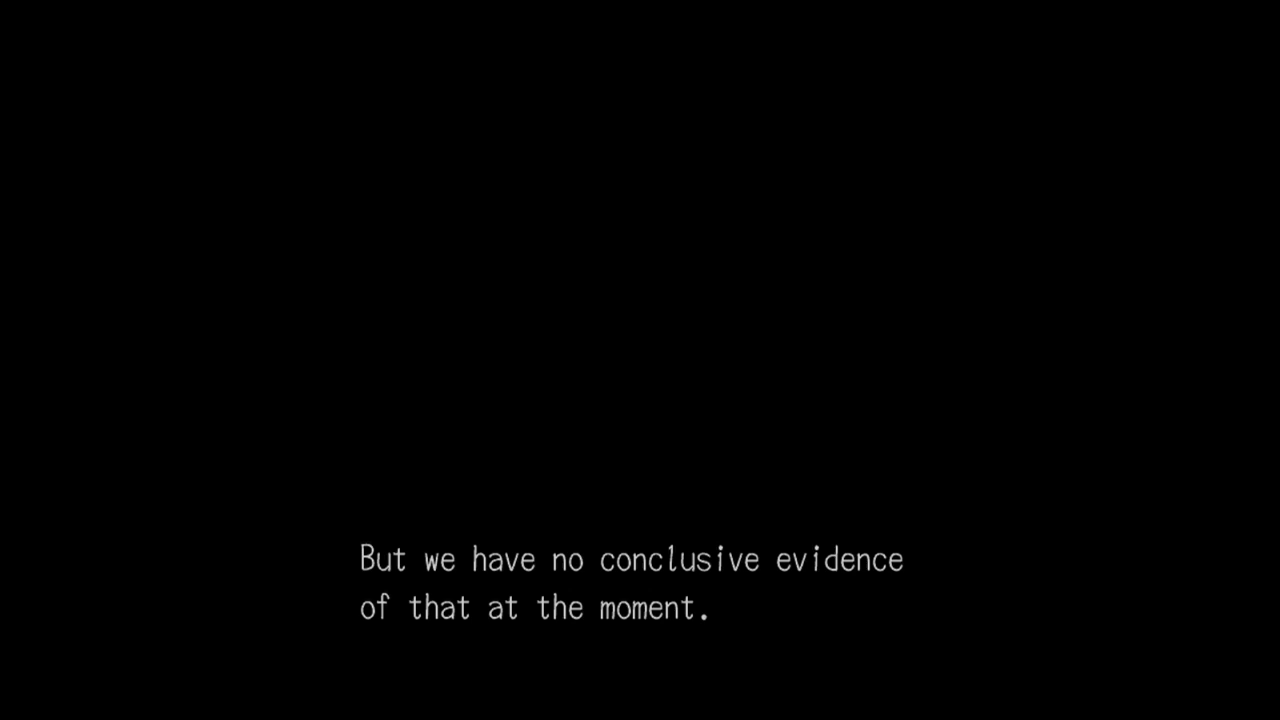 But we have no conclusive evidence
of that at the moment.